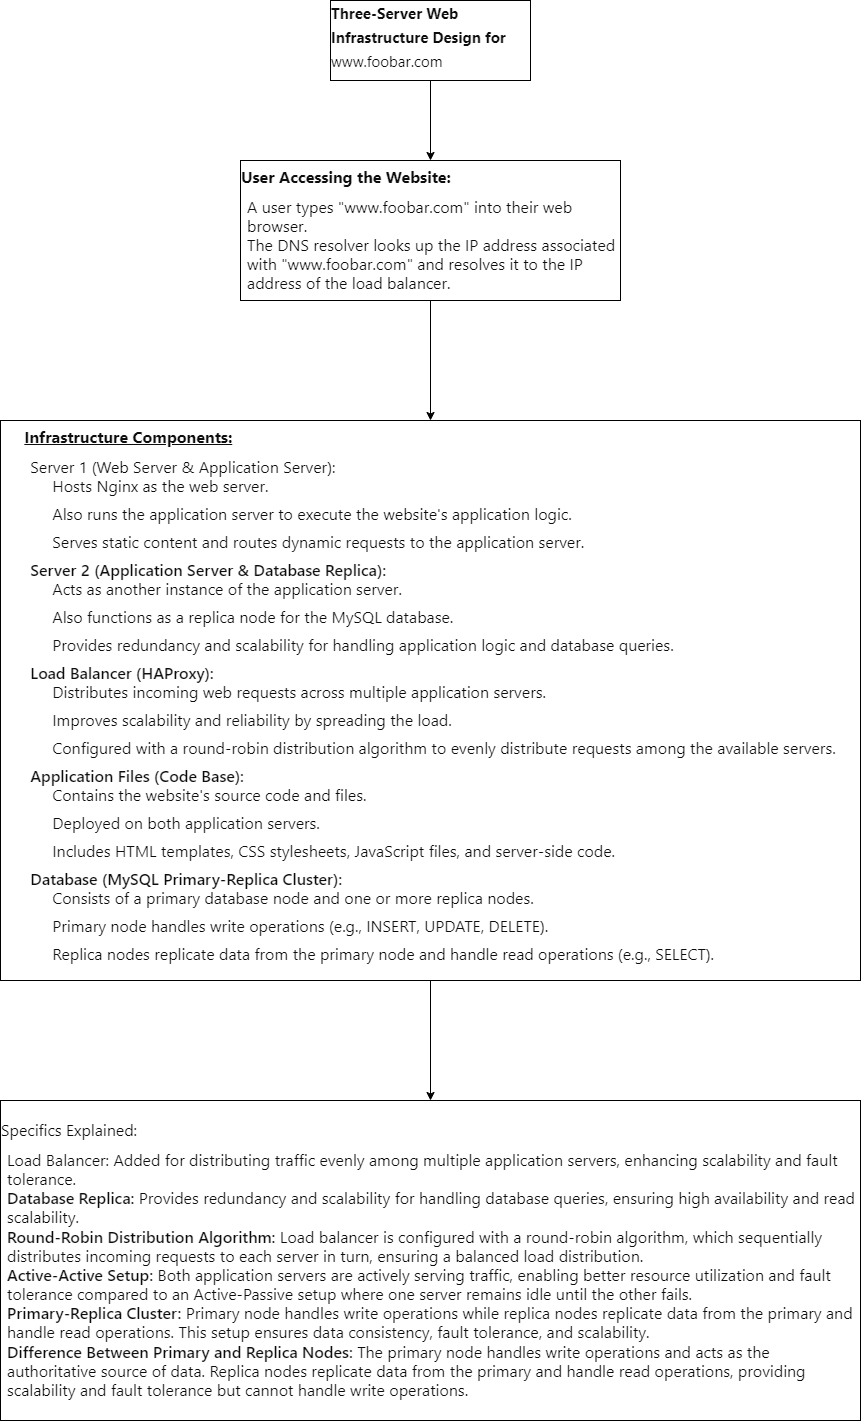 Three-Server Web
Infrastructure Design for
www.foobar.com
User Accessing the Website:
A user types "www.foobar.com" into their web
browser.
The DNS resolver looks up the IP address associated
with "www.foobar.com" and resolves it to the IP
address of the load balancer.
Infrastructure Components:
Server 1 (Web Server & Application Server):
Hosts Nginx as the web server.
Also runs the application server to execute the website's application logic.
Serves static content and routes dynamic requests to the application server.
Server 2 (Application Server & Database Replica):
Acts as another instance of the application server.
Also functions as a replica node for the MySQL database.
Provides redundancy and scalability for handling application logic and database queries.
Load Balancer (HAProxy):
Distributes incoming web requests across multiple application servers.
Improves scalability and reliability by spreading the load.
Configured with a round-robin distribution algorithm to evenly distribute requests among the available servers.
Application Files (Code Base):
Contains the website's source code and files.
Deployed on both application servers.
Includes HTML templates, CSS stylesheets, JavaScript files, and server-side code.
Database (MySQL Primary-Replica Cluster):
Consists of a primary database node and one or more replica nodes.
Primary node handles write operations (e.g., INSERT, UPDATE, DELETE).
Replica nodes replicate data from the primary node and handle read operations (e.g., SELECT).
Specifics Explained:
Load Balancer: Added for distributing traffic evenly among multiple application servers, enhancing scalability and fault
tolerance.
Database Replica: Provides redundancy and scalability for handling database queries, ensuring high availability and read
scalability.
Round-Robin Distribution Algorithm: Load balancer is configured with a round-robin algorithm, which sequentially
distributes incoming requests to each server in turn, ensuring a balanced load distribution.
Active-Active Setup: Both application servers are actively serving traffic, enabling better resource utilization and fault
tolerance compared to an Active-Passive setup where one server remains idle until the other fails.
Primary-Replica Cluster: Primary node handles write operations while replica nodes replicate data from the primary and
handle read operations. This setup ensures data consistency, fault tolerance, and scalability.
Difference Between Primary and Replica Nodes: The primary node handles write operations and acts as the
authoritative source of data. Replica nodes replicate data from the primary and handle read operations, providing
scalability and fault tolerance but cannot handle write operations.